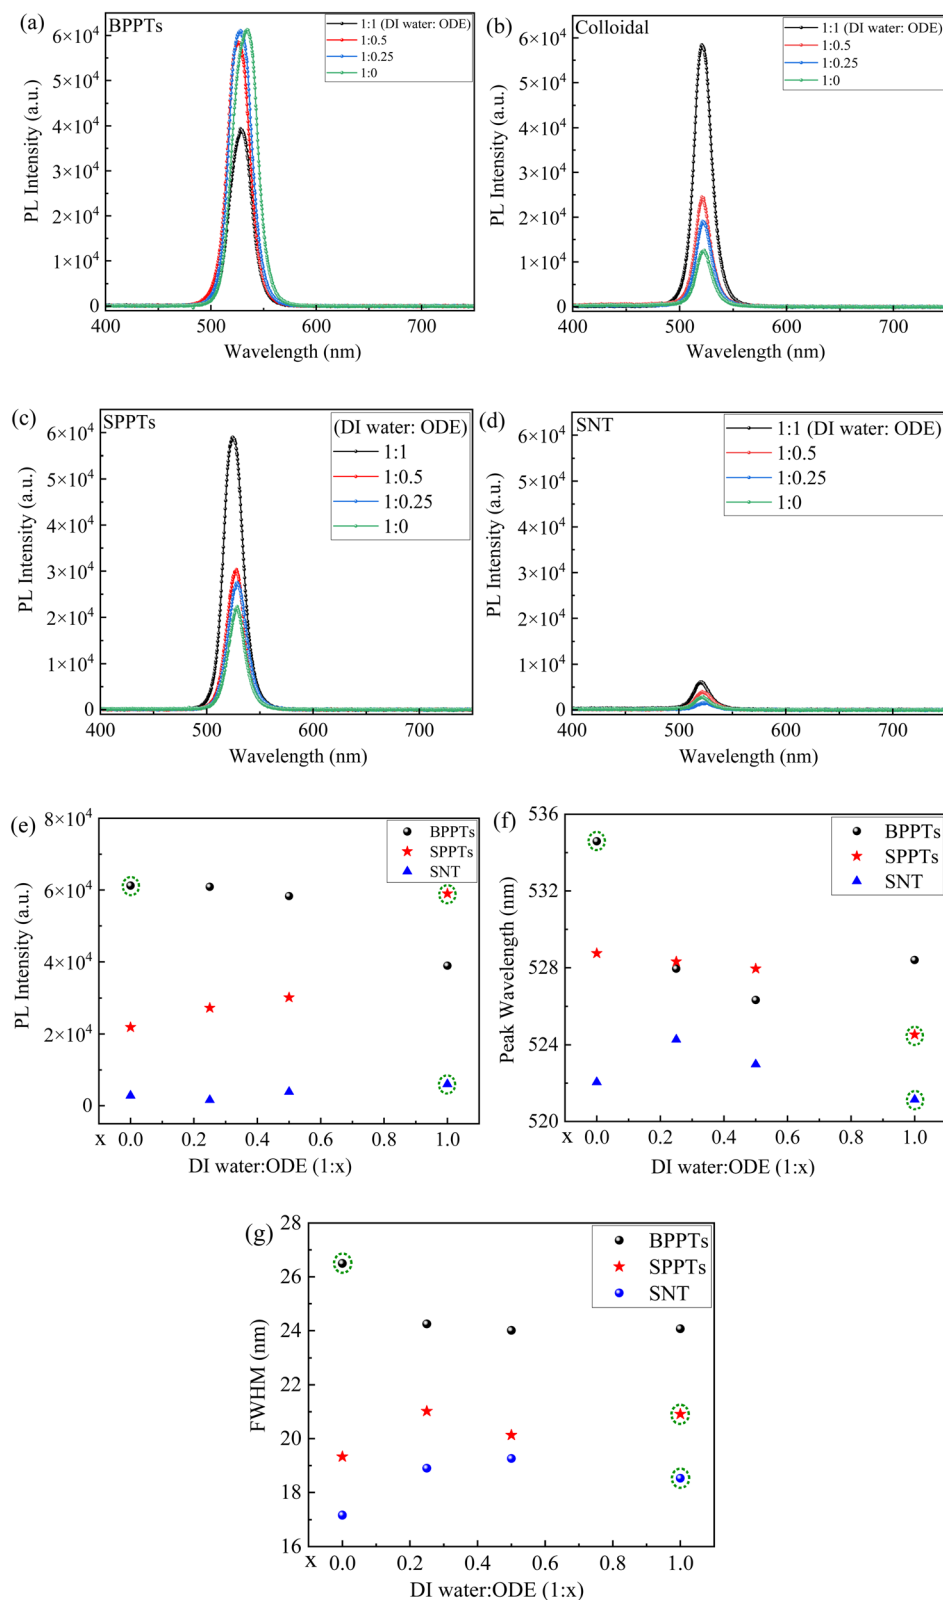 (a) BPPTs
1:1 (DI water: ODE)
1:0.5
1:0.25
1:0
6×10⁴
5×10⁴
4×10⁴
3×10⁴
2×10⁴
1×10⁴
0
PL Intensity (a.u.)
400 500 600 700
Wavelength (nm)
(b) Colloidal
1:1 (DI water: ODE)
1:0.5
1:0.25
1:0
6×10⁴
5×10⁴
4×10⁴
3×10⁴
2×10⁴
1×10⁴
0
PL Intensity (a.u.)
400 500 600 700
Wavelength (nm)
(c) SPPTs
(DI water: ODE)
1:1
1:0.5
1:0.25
1:0
6×10⁴
5×10⁴
4×10⁴
3×10⁴
2×10⁴
1×10⁴
0
PL Intensity (a.u.)
400 500 600 700
Wavelength (nm)
(d) SNT
1:1 (DI water: ODE)
1:0.5
1:0.25
1:0
6×10⁴
5×10⁴
4×10⁴
3×10⁴
2×10⁴
1×10⁴
0
PL Intensity (a.u.)
400 500 600 700
Wavelength (nm)
(e)
BPPTs
SPPTs
SNT
8×10⁴
6×10⁴
4×10⁴
2×10⁴
0
PL Intensity (a.u.)
x 0.0 0.2 0.4 0.6 0.8 1.0
DI water:ODE (1:x)
(f)
BPPTs
SPPTs
SNT
536
532
528
524
520
Peak Wavelength (nm)
x 0.0 0.2 0.4 0.6 0.8 1.0
DI water:ODE (1:x)
(g)
BPPTs
SPPTs
SNT
28
26
24
22
20
18
16
FWHM (nm)
x 0.0 0.2 0.4 0.6 0.8 1.0
DI water:ODE (1:x)